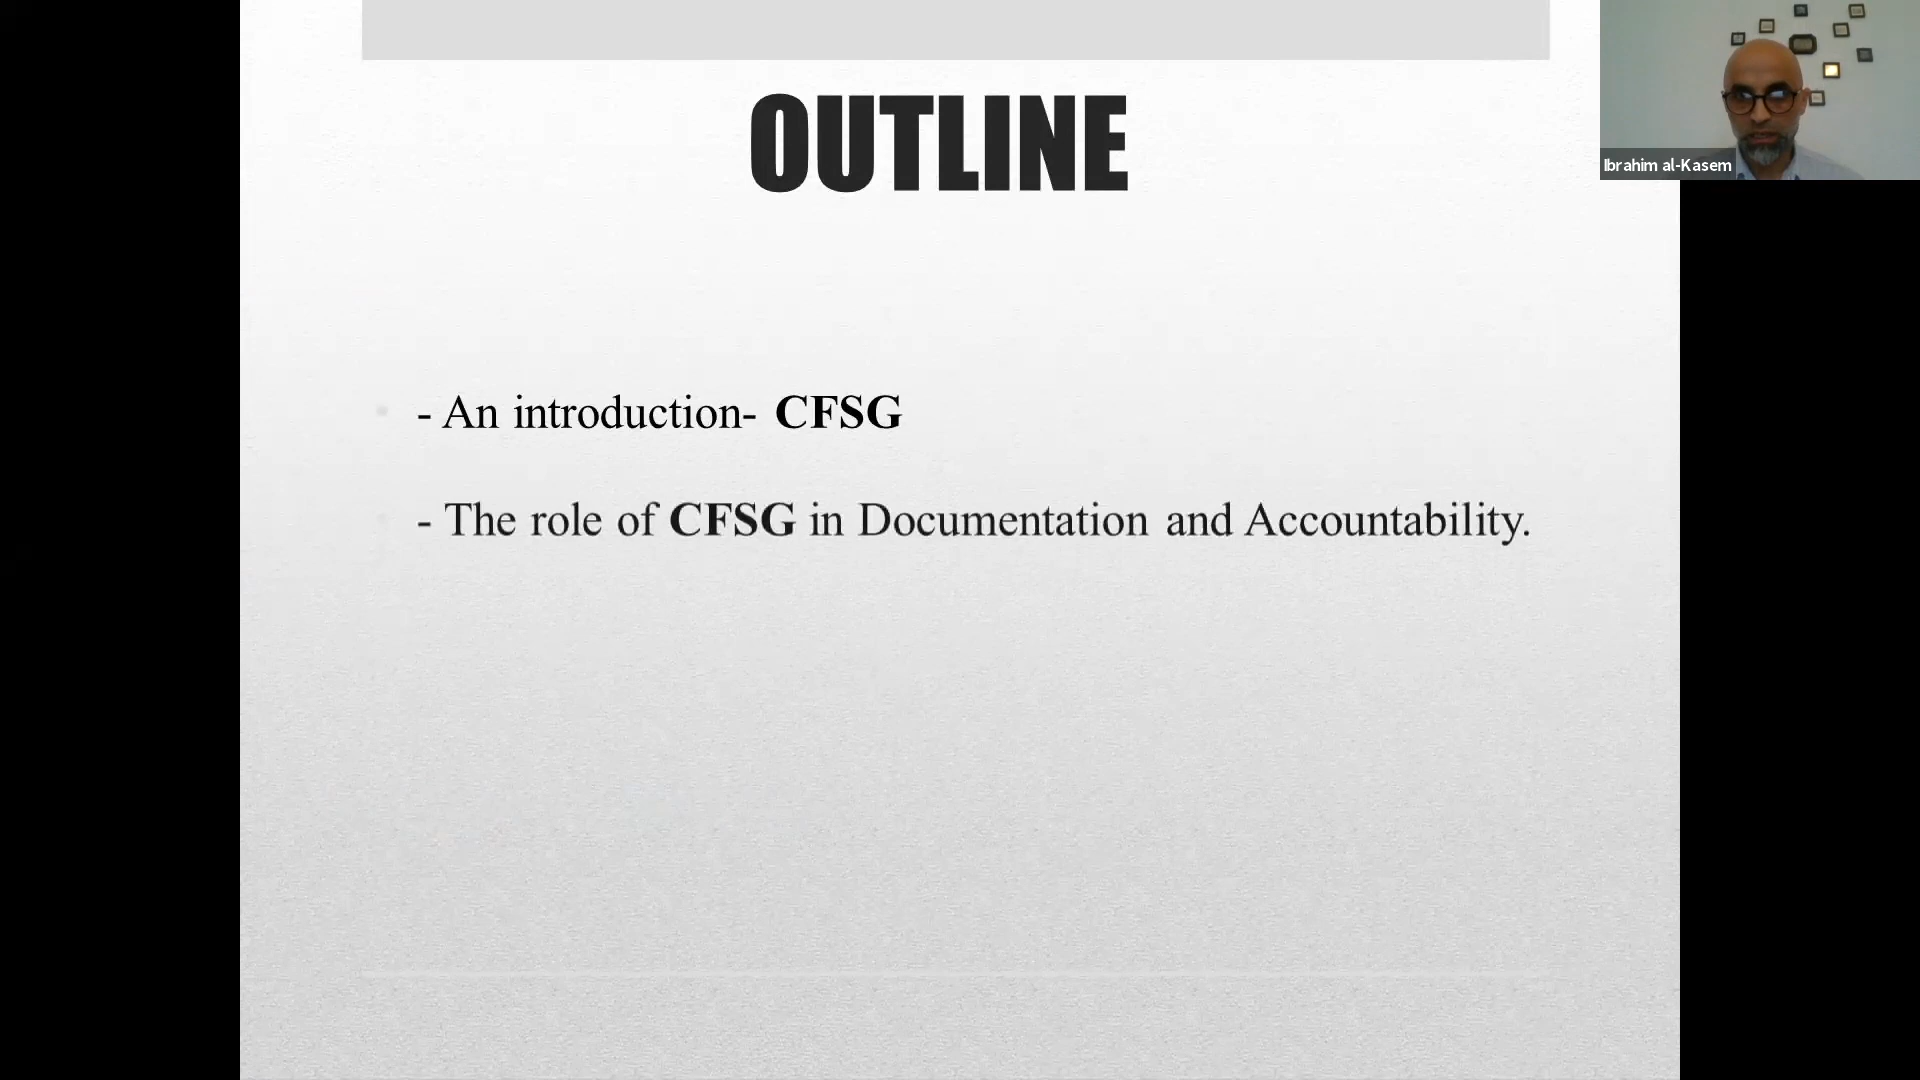 OUTLINE
Ibrahim al-Kasem
- An introduction- CFSG
- The role of CFSG in Documentation and Accountability.